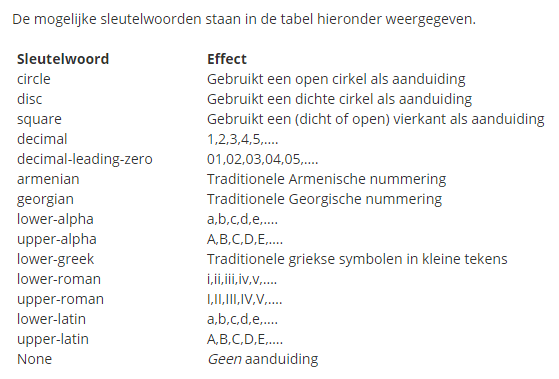 De mogelijke sleutelwoorden staan in de tabel hieronder weergegeven.
Sleutelwoord Effect
circle Gebruikt een open cirkel als aanduiding
disc Gebruikt een dichte cirkel als aanduiding
square Gebruikt een (dicht of open) vierkant als aanduiding
decimal 1,2,3,4,5,....
decimal-leading-zero 01,02,03,04,05,....
armenian Traditionele Armenische nummering
georgian Traditionele Georgische nummering
lower-alpha a,b,c,d,e,....
upper-alpha A,B,C,D,E,....
lower-greek Traditionele griekse symbolen in kleine tekens
lower-roman i,ii,iii,iv,v,....
upper-roman I,II,III,IV,V,....
lower-latin a,b,c,d,e,....
upper-latin A,B,C,D,E,....
None Geen aanduiding